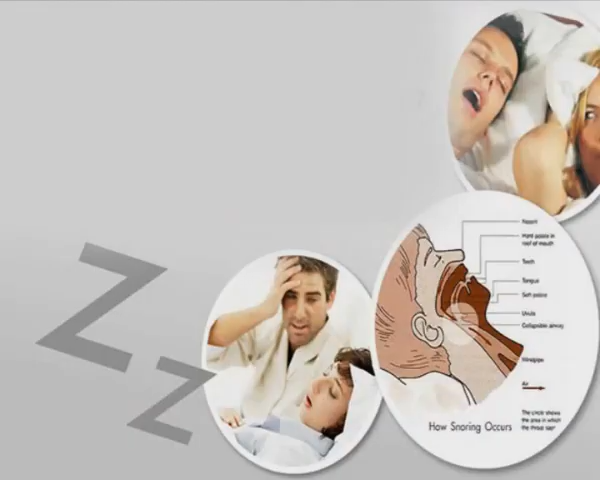 Hard palate in
roof of mouth
Teeth
Tongue
Soft palate
Uvula
Collapsible airway
Windpipe
Air
The circle shows
the area in which
How Snoring Occurs
Z
Z